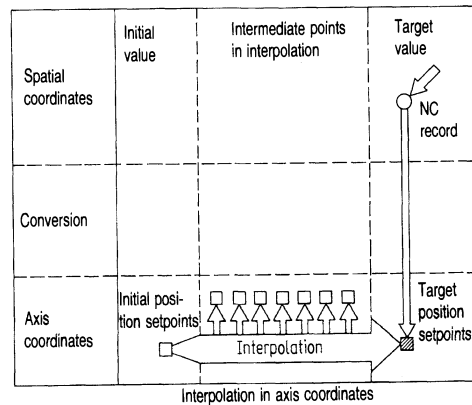 Initial
value
Intermediate points
in interpolation
Target
value
Spatial
coordinates
NC
record
Conversion
Axis
coordinates
Initial posi-
tion setpoints
Interpolation
Target
position
setpoints
Interpolation in axis coordinates